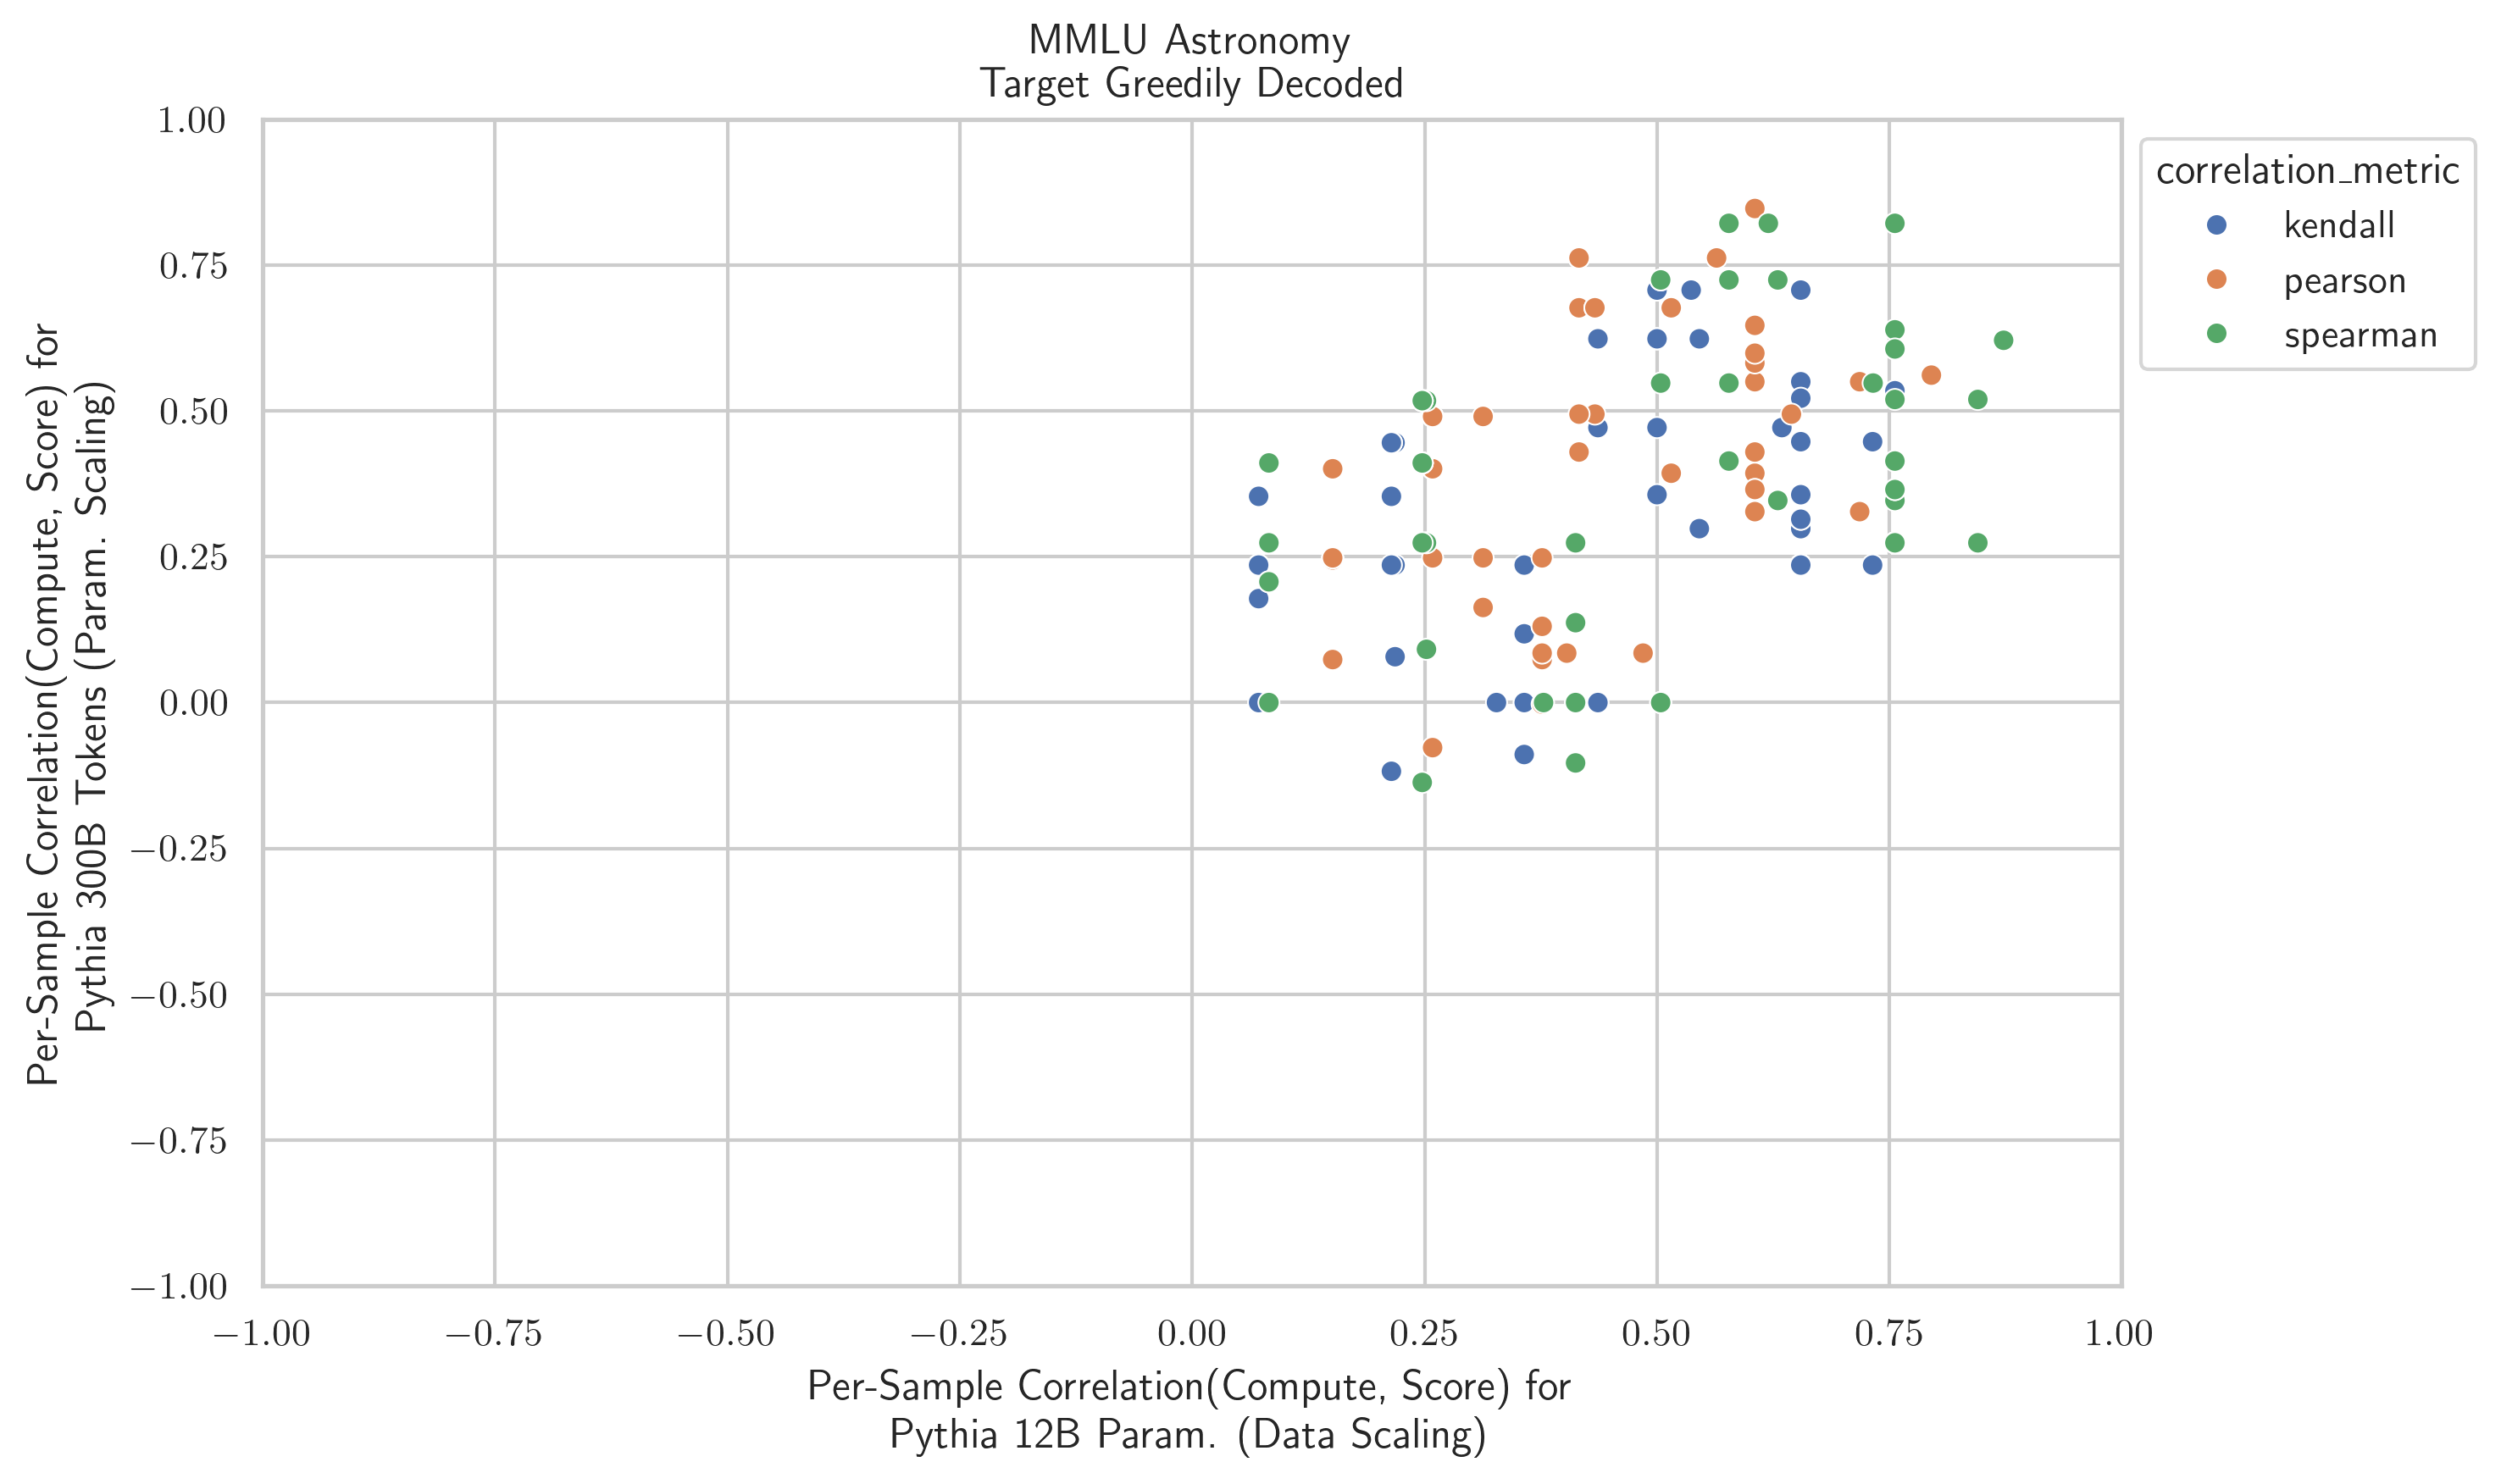 MMLU Astronomy
Target Greedily Decoded
1.00
0.75
0.50
0.25
0.00
−0.25
−0.50
−0.75
−1.00
Per-Sample Correlation(Compute, Score) for
Pythia 300B Tokens (Param. Scaling)
−1.00
−0.75
−0.50
−0.25
0.00
0.25
0.50
0.75
1.00
Per-Sample Correlation(Compute, Score) for
Pythia 12B Param. (Data Scaling)
correlation_metric
kendall
pearson
spearman